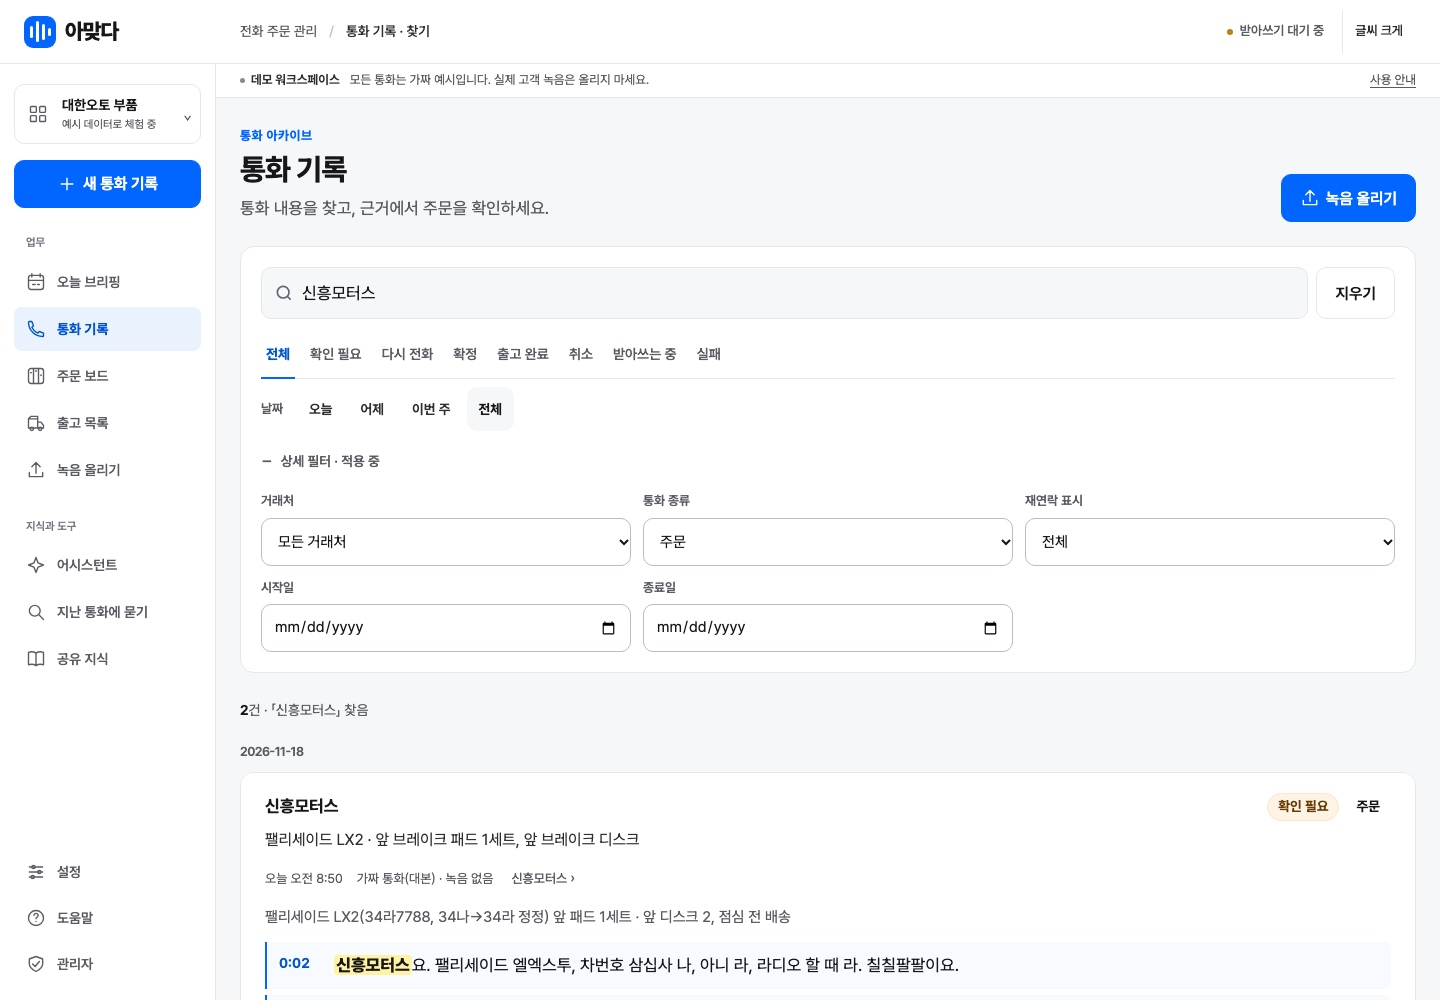 아맞다
전화 주문 관리 / 통화 기록 · 찾기
받아쓰기 대기 중
글씨 크게
데모 워크스페이스 모든 통화는 가짜 예시입니다. 실제 고객 녹음은 올리지 마세요.
사용 안내
대한오토 부품
예시 데이터로 체험 중
새 통화 기록
업무
오늘 브리핑
통화 기록
주문 보드
출고 목록
녹음 올리기
지식과 도구
어시스턴트
지난 통화에 묻기
공유 지식
설정
도움말
관리자
통화 아카이브
통화 기록
통화 내용을 찾고, 근거에서 주문을 확인하세요.
녹음 올리기
신흥모터스
지우기
전체 확인 필요 다시 전화 확정 출고 완료 취소 받아쓰는 중 실패
날짜 오늘 어제 이번 주 전체
상세 필터 · 적용 중
거래처 통화 종류 재연락 표시
모든 거래처 주문 전체
시작일 종료일
mm/dd/yyyy mm/dd/yyyy
2건 · 「신흥모터스」 찾음
2026-11-18
신흥모터스
확인 필요 주문
팰리세이드 LX2 · 앞 브레이크 패드 1세트, 앞 브레이크 디스크
오늘 오전 8:50 가짜 통화(대본) · 녹음 없음 신흥모터스 ›
팰리세이드 LX2(34라7788, 34나→34라 정정) 앞 패드 1세트 · 앞 디스크 2, 점심 전 배송
0:02 신흥모터스요. 팰리세이드 엘엑스투, 차번호 삼십사 나, 아니 라, 라디오 할 때 라. 칠칠팔팔이요.